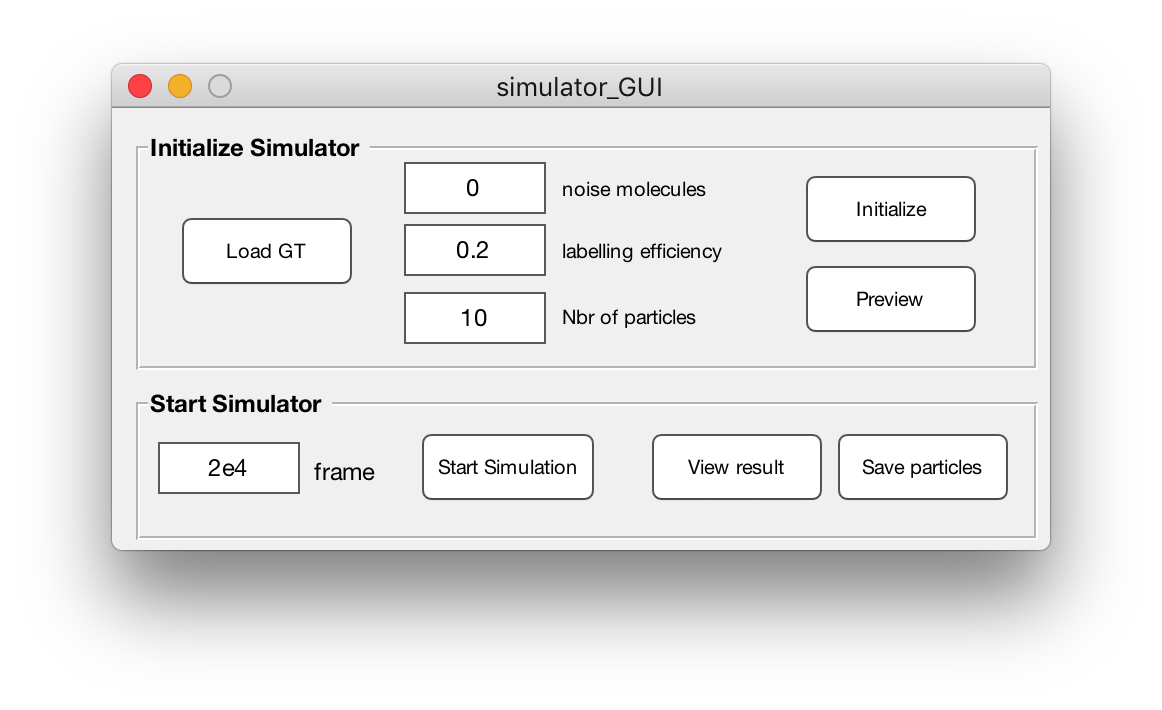 simulator_GUI
Initialize Simulator
0 noise molecules
Load GT
0.2 labelling efficiency
10 Nbr of particles
Initialize
Preview
Start Simulator
2e4 frame
Start Simulation
View result
Save particles